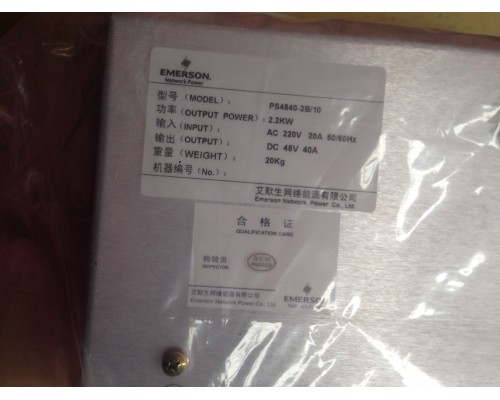 EMERSON
Network Power
型号(MODEL): PS4840-2B/10
功率(OUTPUT POWER): 2.2KW
输入(INPUT): AC 220V 20A 50/60Hz
输出(OUTPUT): DC 48V 40A
重量(WEIGHT): 20Kg
机器编号(No.):
艾默生网络能源有限公司
Emerson Network Power Co., Ltd.
合格证
QUALIFICATION CARD
检验员
INSPECTOR
PASSED
EMERSON
艾默生网络能源有限公司
Emerson Network Power Co., Ltd.